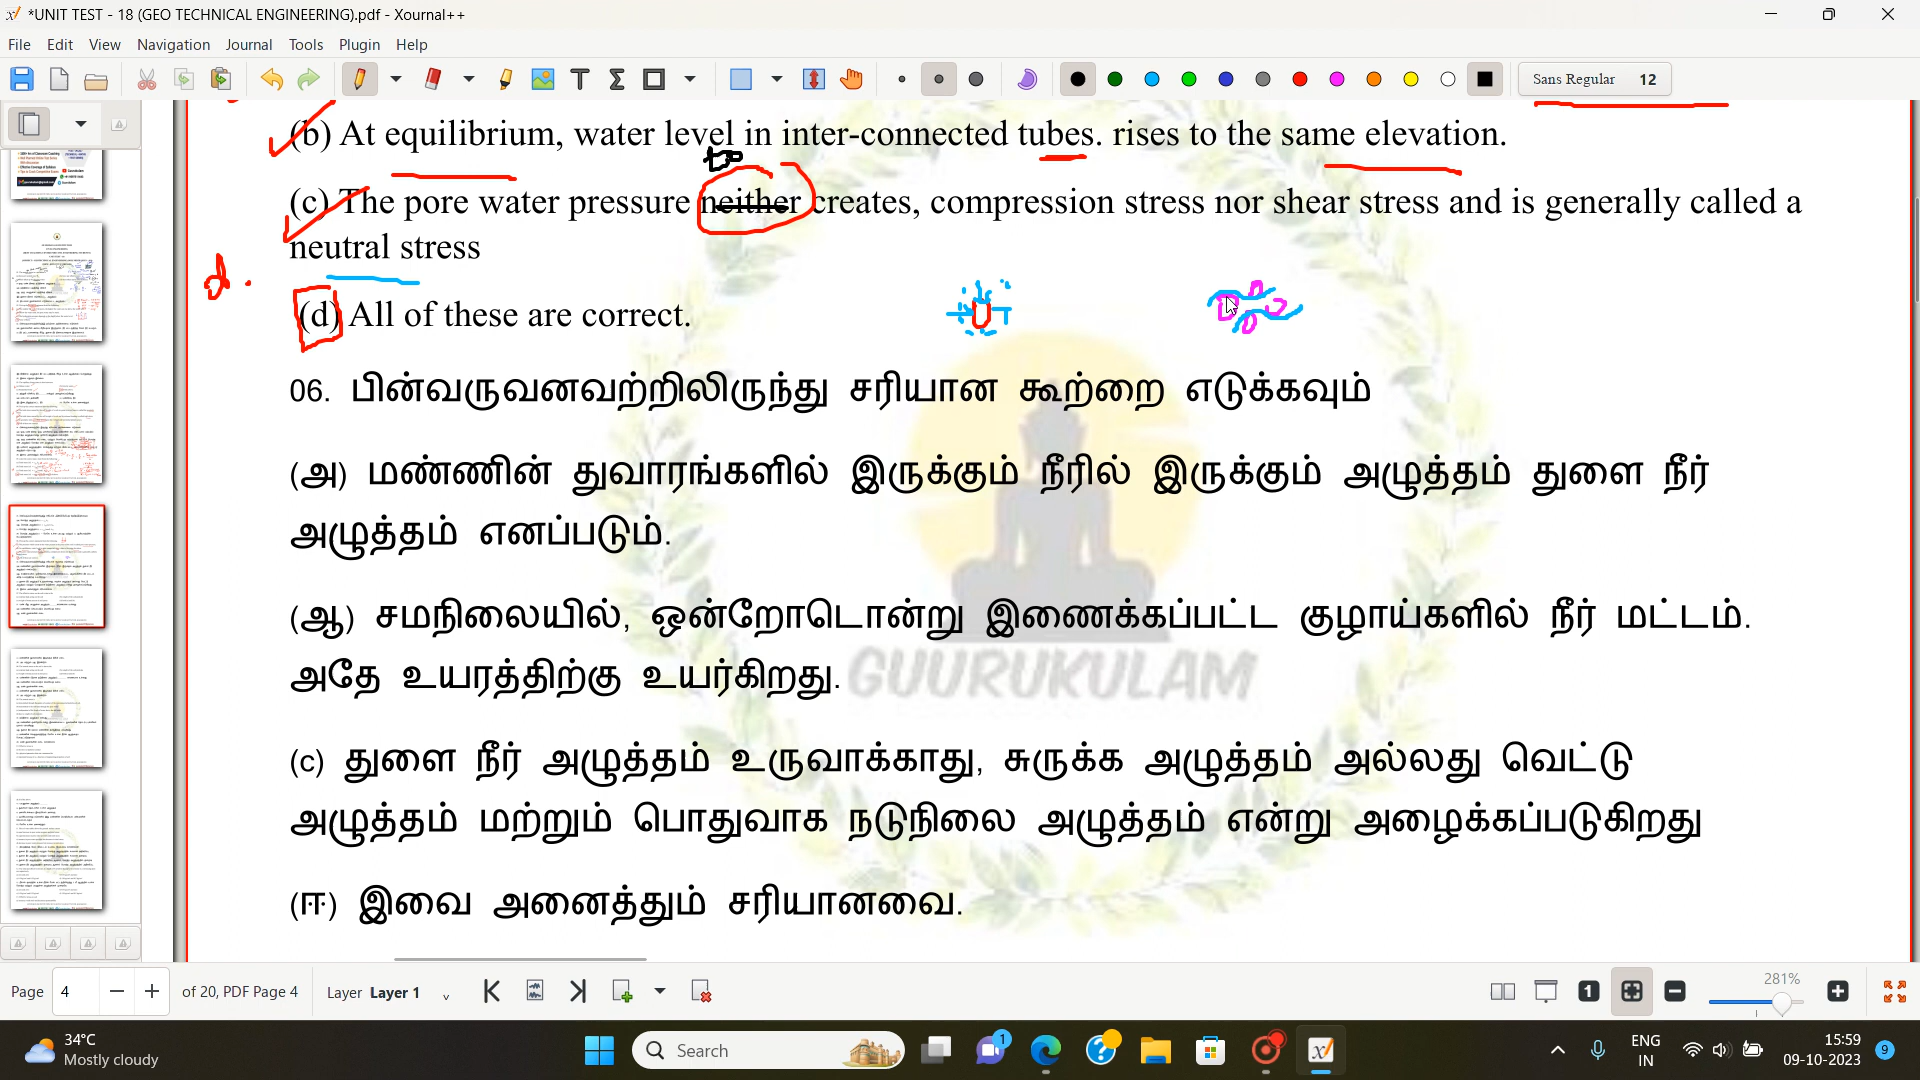 *UNIT TEST - 18 (GEO TECHNICAL ENGINEERING).pdf - Xournal++
File Edit View Navigation Journal Tools Plugin Help
Sans Regular 12
(b) At equilibrium, water level in inter-connected tubes. rises to the same elevation.
(c) The pore water pressure neither creates, compression stress nor shear stress and is generally called a
neutral stress
d.
(d) All of these are correct.
06. பின்வருவனவற்றிலிருந்து சரியான கூற்றை எடுக்கவும்
(அ) மண்ணின் துவாரங்களில் இருக்கும் நீரில் இருக்கும் அழுத்தம் துளை நீர்
அழுத்தம் எனப்படும்.
(ஆ) சமநிலையில், ஒன்றோடொன்று இணைக்கப்பட்ட குழாய்களில் நீர் மட்டம்.
அதே உயரத்திற்கு உயர்கிறது.
GUURUKULAM
(c) துளை நீர் அழுத்தம் உருவாக்காது, சுருக்க அழுத்தம் அல்லது வெட்டு
அழுத்தம் மற்றும் பொதுவாக நடுநிலை அழுத்தம் என்று அழைக்கப்படுகிறது
(ஈ) இவை அனைத்தும் சரியானவை.
Page 4 of 20, PDF Page 4 Layer Layer 1 281%
34°C
Mostly cloudy
Search
1
ENG
IN
15:59
09-10-2023
9